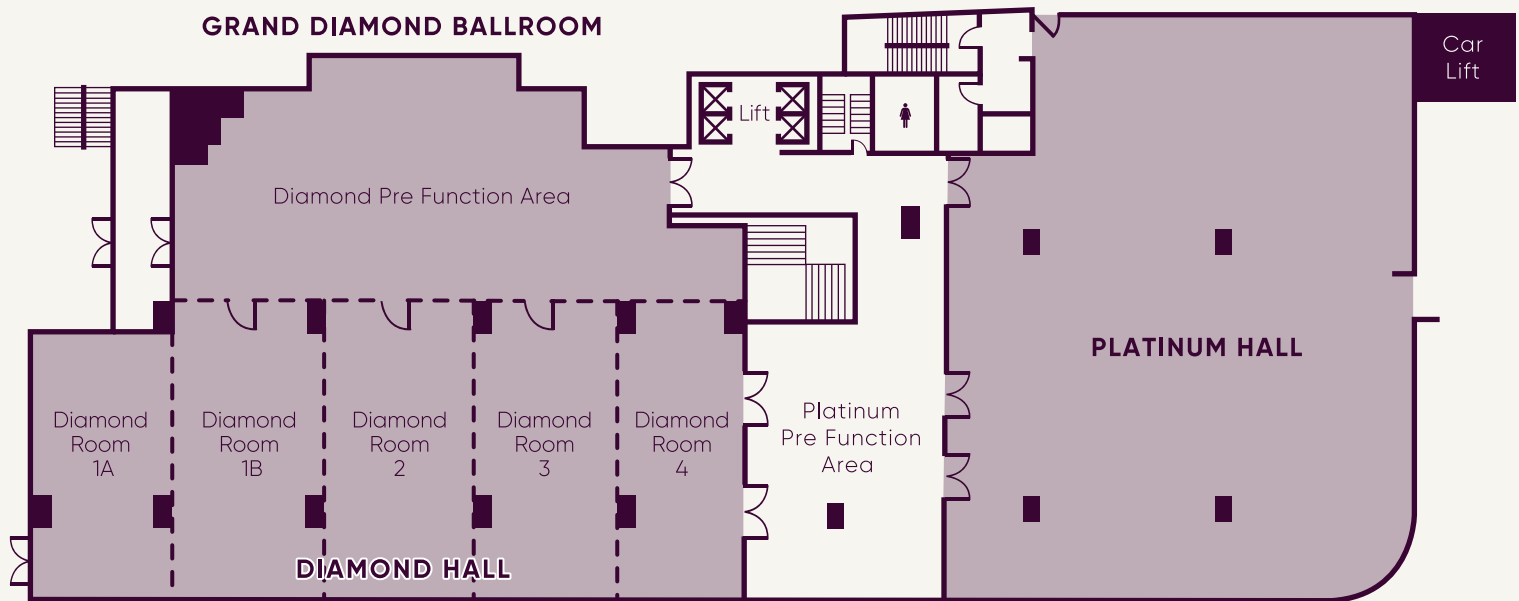 GRAND DIAMOND BALLROOM
Car
Lift
Lift
Diamond Pre Function Area
PLATINUM HALL
Diamond
Room
1A
Diamond
Room
1B
Diamond
Room
2
Diamond
Room
3
Diamond
Room
4
Platinum
Pre Function
Area
DIAMOND HALL